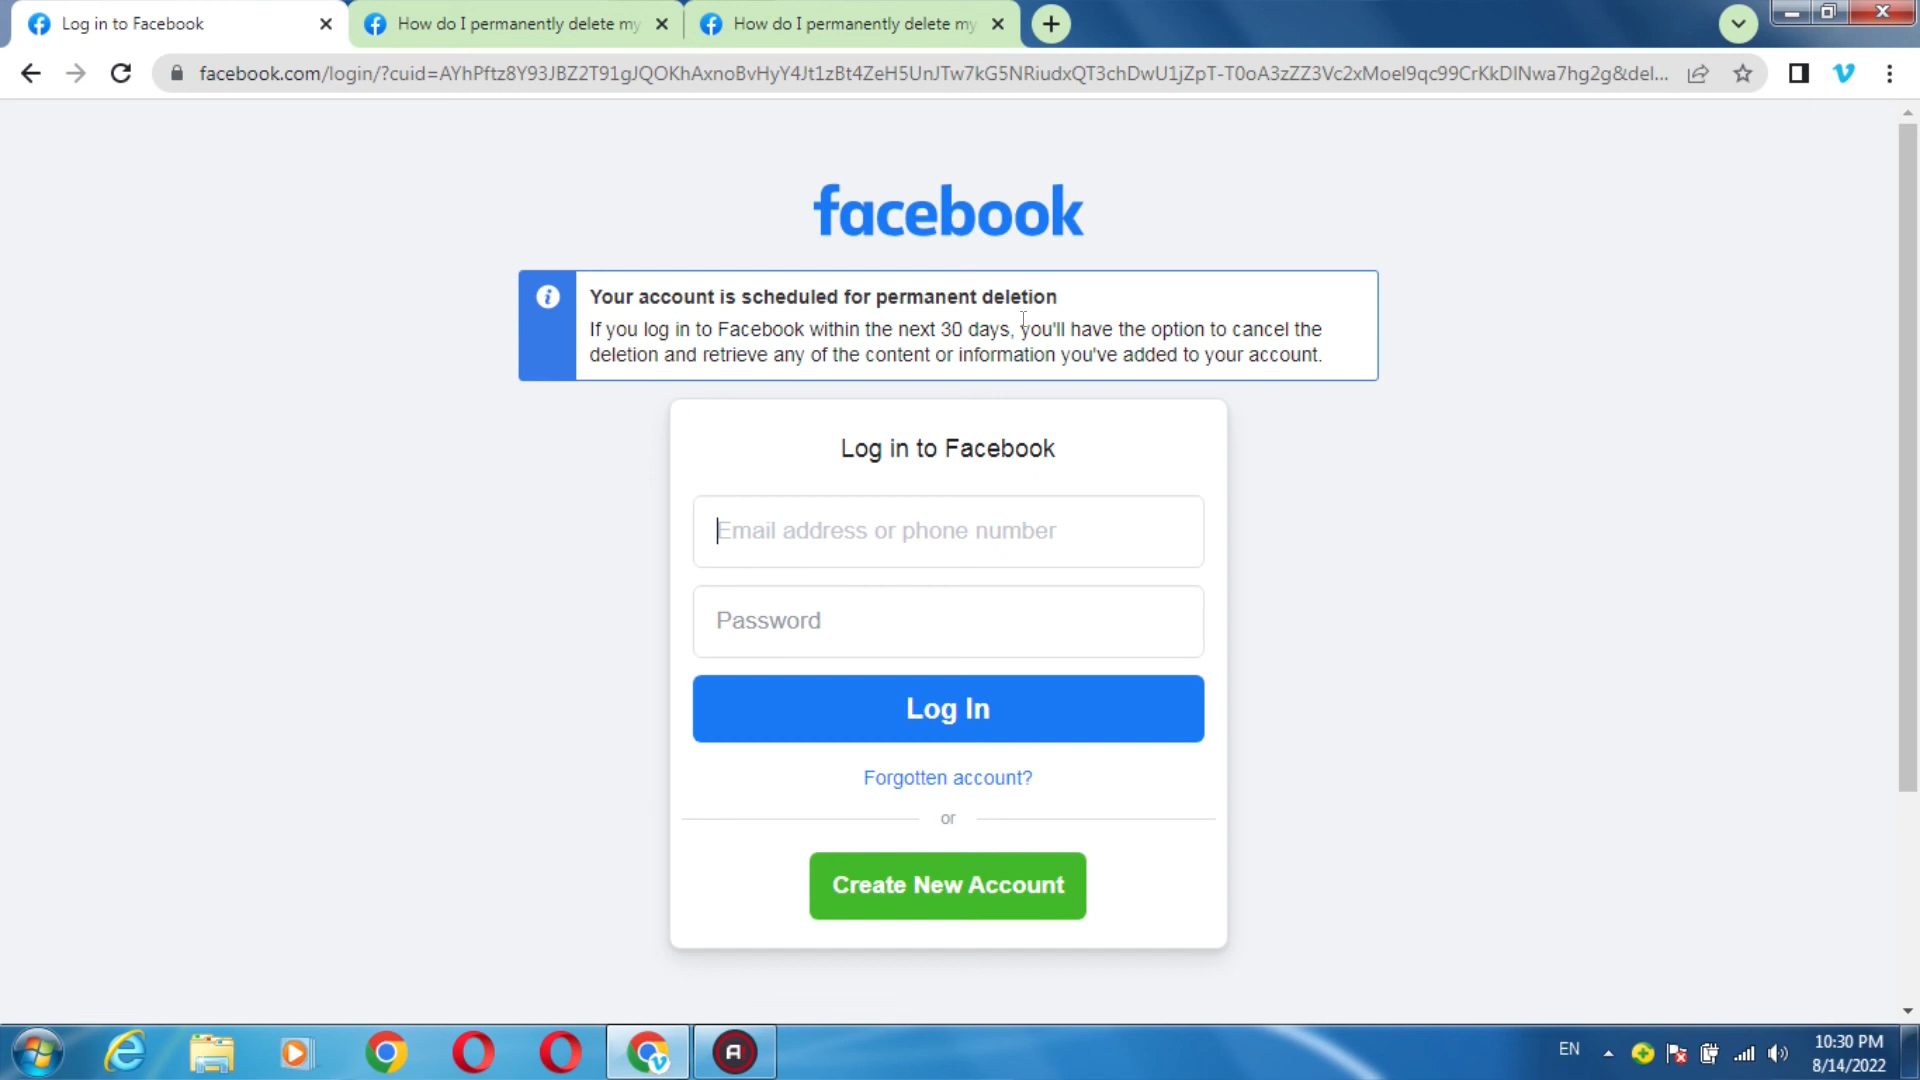 Log in to Facebook
How do I permanently delete my
How do I permanently delete my
facebook.com/login/?cuid=AYhPftz8Y93JBZ2T91gJQOKhAxnoBvHyY4Jt1zBt4ZeH5UnJTw7kG5NRiudxQT3chDwU1jZpT-T0oA3zZZ3Vc2xMoel9qc99CrKkDlNwa7hg2g&del...
facebook
Your account is scheduled for permanent deletion
If you log in to Facebook within the next 30 days, you'll have the option to cancel the
deletion and retrieve any of the content or information you've added to your account.
Log in to Facebook
Email address or phone number
Password
Log In
Forgotten account?
or
Create New Account
EN
10:30 PM
8/14/2022